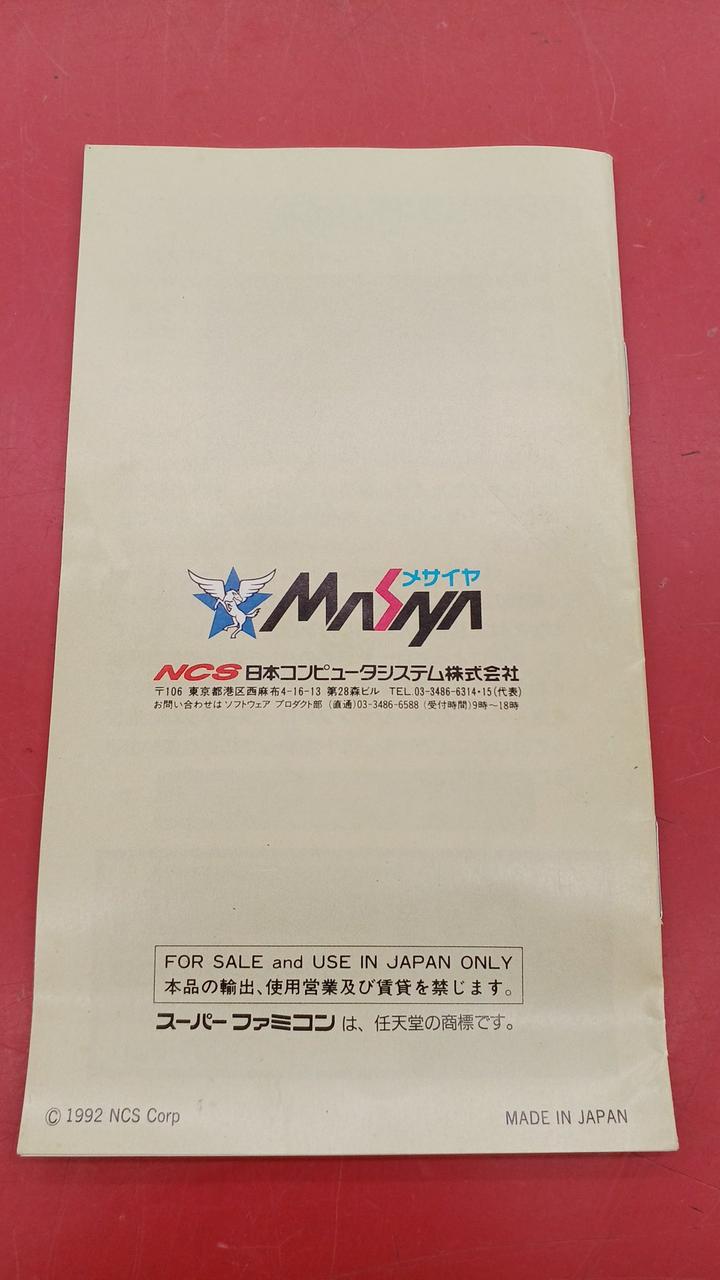 メサイヤ
MASAYA
NCS 日本コンピュータシステム株式会社
〒106 東京都港区西麻布4-16-13 第28森ビル TEL.03-3486-6314・15(代表)
お問い合わせは ソフトウェア プロダクト部 (直通)03-3486-6588 (受付時間)9時〜18時
FOR SALE and USE IN JAPAN ONLY
本品の輸出、使用営業及び賃貸を禁じます。
スーパーファミコン は、任天堂の商標です。
© 1992 NCS Corp
MADE IN JAPAN